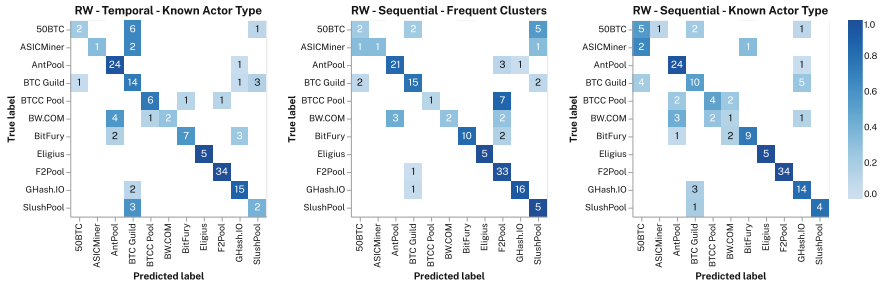 RW - Temporal - Known Actor Type
50BTC 2 6 1
ASICMiner 1 2
AntPool 24 1
BTC Guild 1 14 1 3
BTCC Pool 6 1 1
BW.COM 4 1 2
BitFury 2 7 3
Eligius 5
F2Pool 34
GHash.IO 2 15
SlushPool 3 2
True label
50BTC ASICMiner AntPool BTC Guild BTCC Pool BW.COM BitFury Eligius F2Pool GHash.IO SlushPool
Predicted label
RW - Sequential - Frequent Clusters
50BTC 2 5
ASICMiner 1 1 1
AntPool 21 3 1
BTC Guild 2 15 2
BTCC Pool 1 7
BW.COM 3 2 2
BitFury 10 2
Eligius 5
F2Pool 1 33
GHash.IO 1 16
SlushPool 5
True label
50BTC ASICMiner AntPool BTC Guild BTCC Pool BW.COM BitFury Eligius F2Pool GHash.IO SlushPool
Predicted label
RW - Sequential - Known Actor Type
50BTC 5 1 2 1
ASICMiner 2 1
AntPool 24 1
BTC Guild 4 10 5
BTCC Pool 2 4 2
BW.COM 3 2 1 1
BitFury 1 2 9
Eligius 5
F2Pool 34
GHash.IO 3 14
SlushPool 1 4
True label
50BTC ASICMiner AntPool BTC Guild BTCC Pool BW.COM BitFury Eligius F2Pool GHash.IO SlushPool
Predicted label
1.0
0.8
0.6
0.4
0.2
0.0